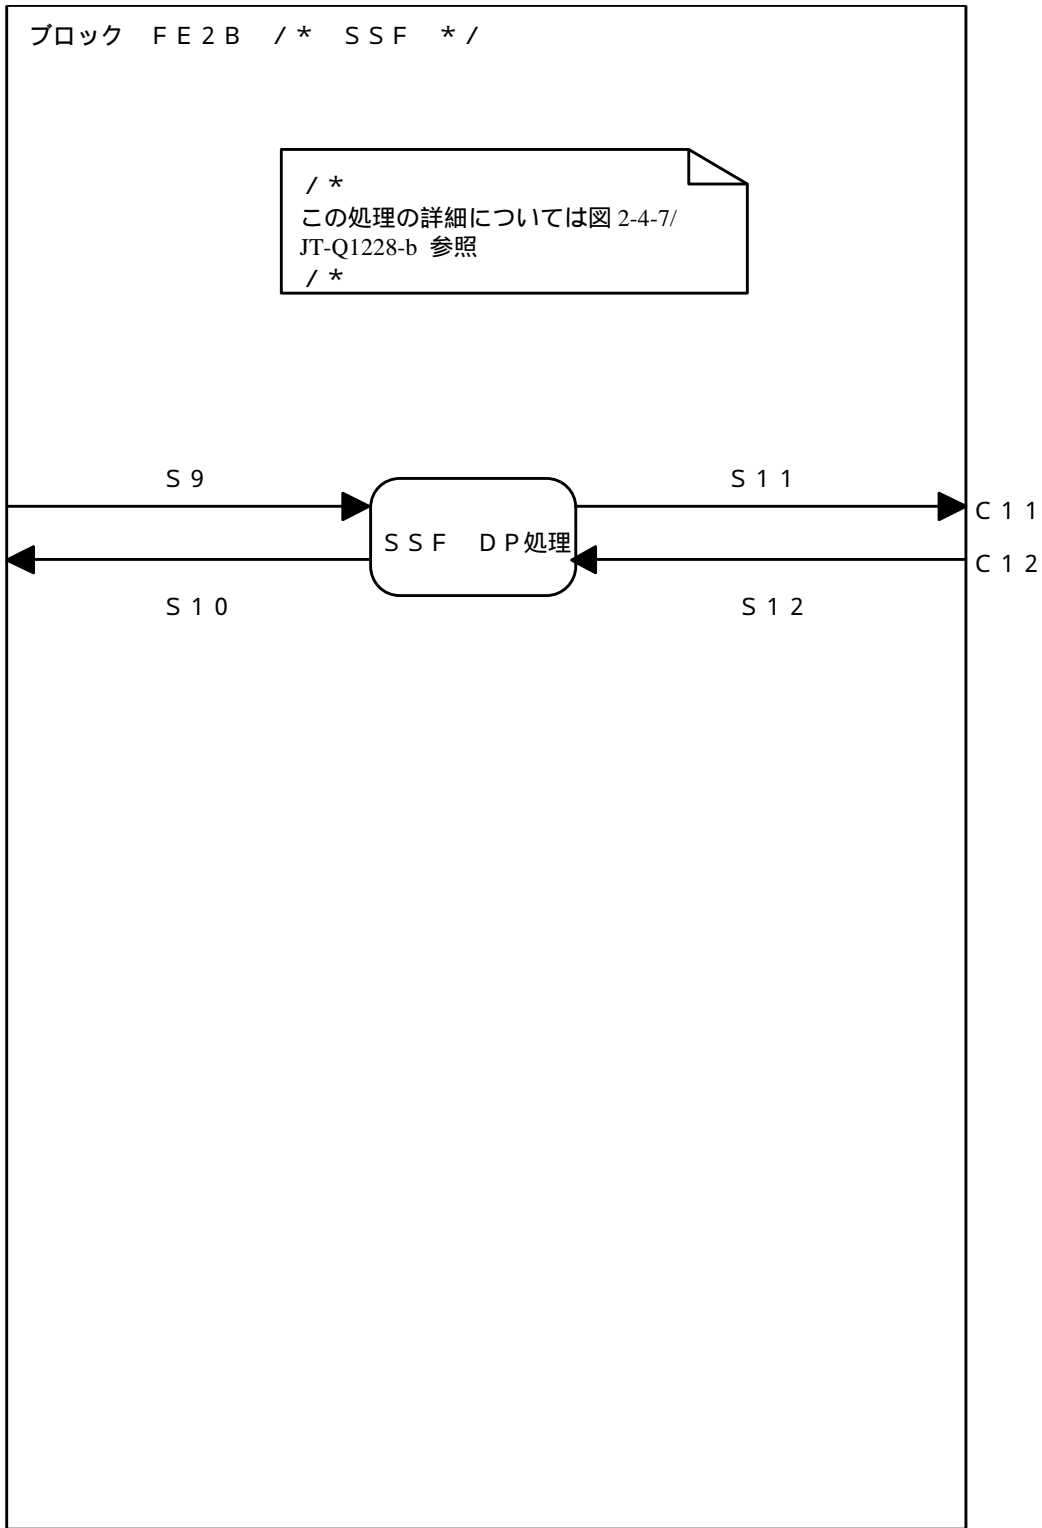 ブロック　ＦＥ２Ｂ　／＊　ＳＳＦ　＊／
／＊
この処理の詳細については図 2-4-7/
JT-Q1228-b 参照
／＊
Ｓ９
Ｓ１１
Ｃ１１
ＳＳＦ　ＤＰ処理
Ｃ１２
Ｓ１０
Ｓ１２